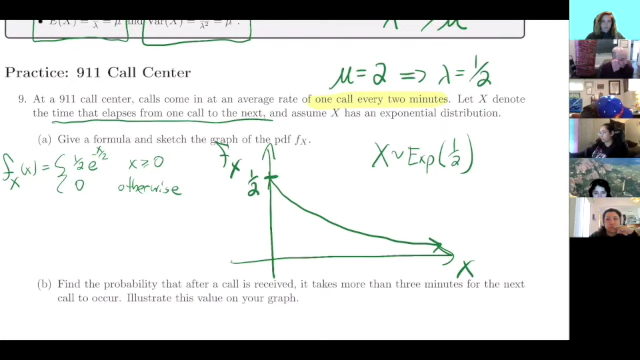 E(X) = 1/λ = μ and Var(X) = 1/λ² = μ².
Practice: 911 Call Center
μ = 2 ⟹ λ = 1/2
9. At a 911 call center, calls come in at an average rate of one call every two minutes. Let X denote
the time that elapses from one call to the next, and assume X has an exponential distribution.
(a) Give a formula and sketch the graph of the pdf f_X.
f_X(x) = { 1/2 e^{-x/2} x ≥ 0
0 otherwise
f_X
1/2
X ~ Exp(1/2)
X
(b) Find the probability that after a call is received, it takes more than three minutes for the next
call to occur. Illustrate this value on your graph.